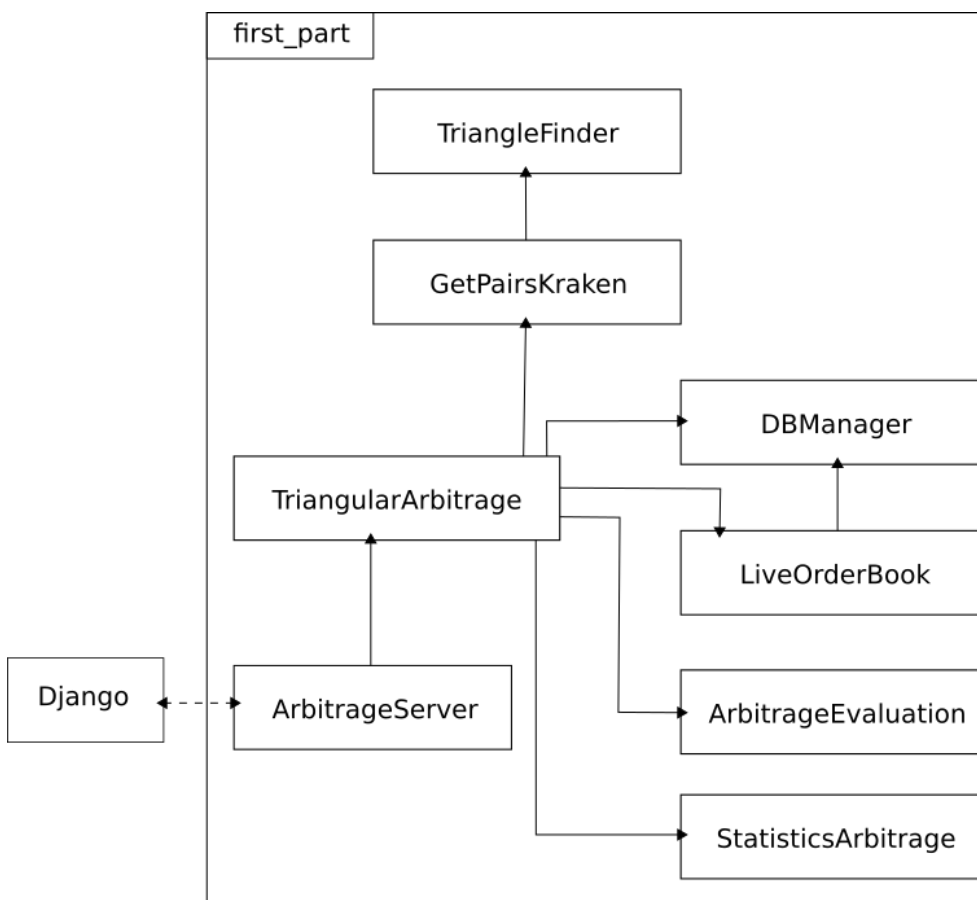 first_part
TriangleFinder
GetPairsKraken
DBManager
TriangularArbitrage
LiveOrderBook
Django
ArbitrageServer
ArbitrageEvaluation
StatisticsArbitrage